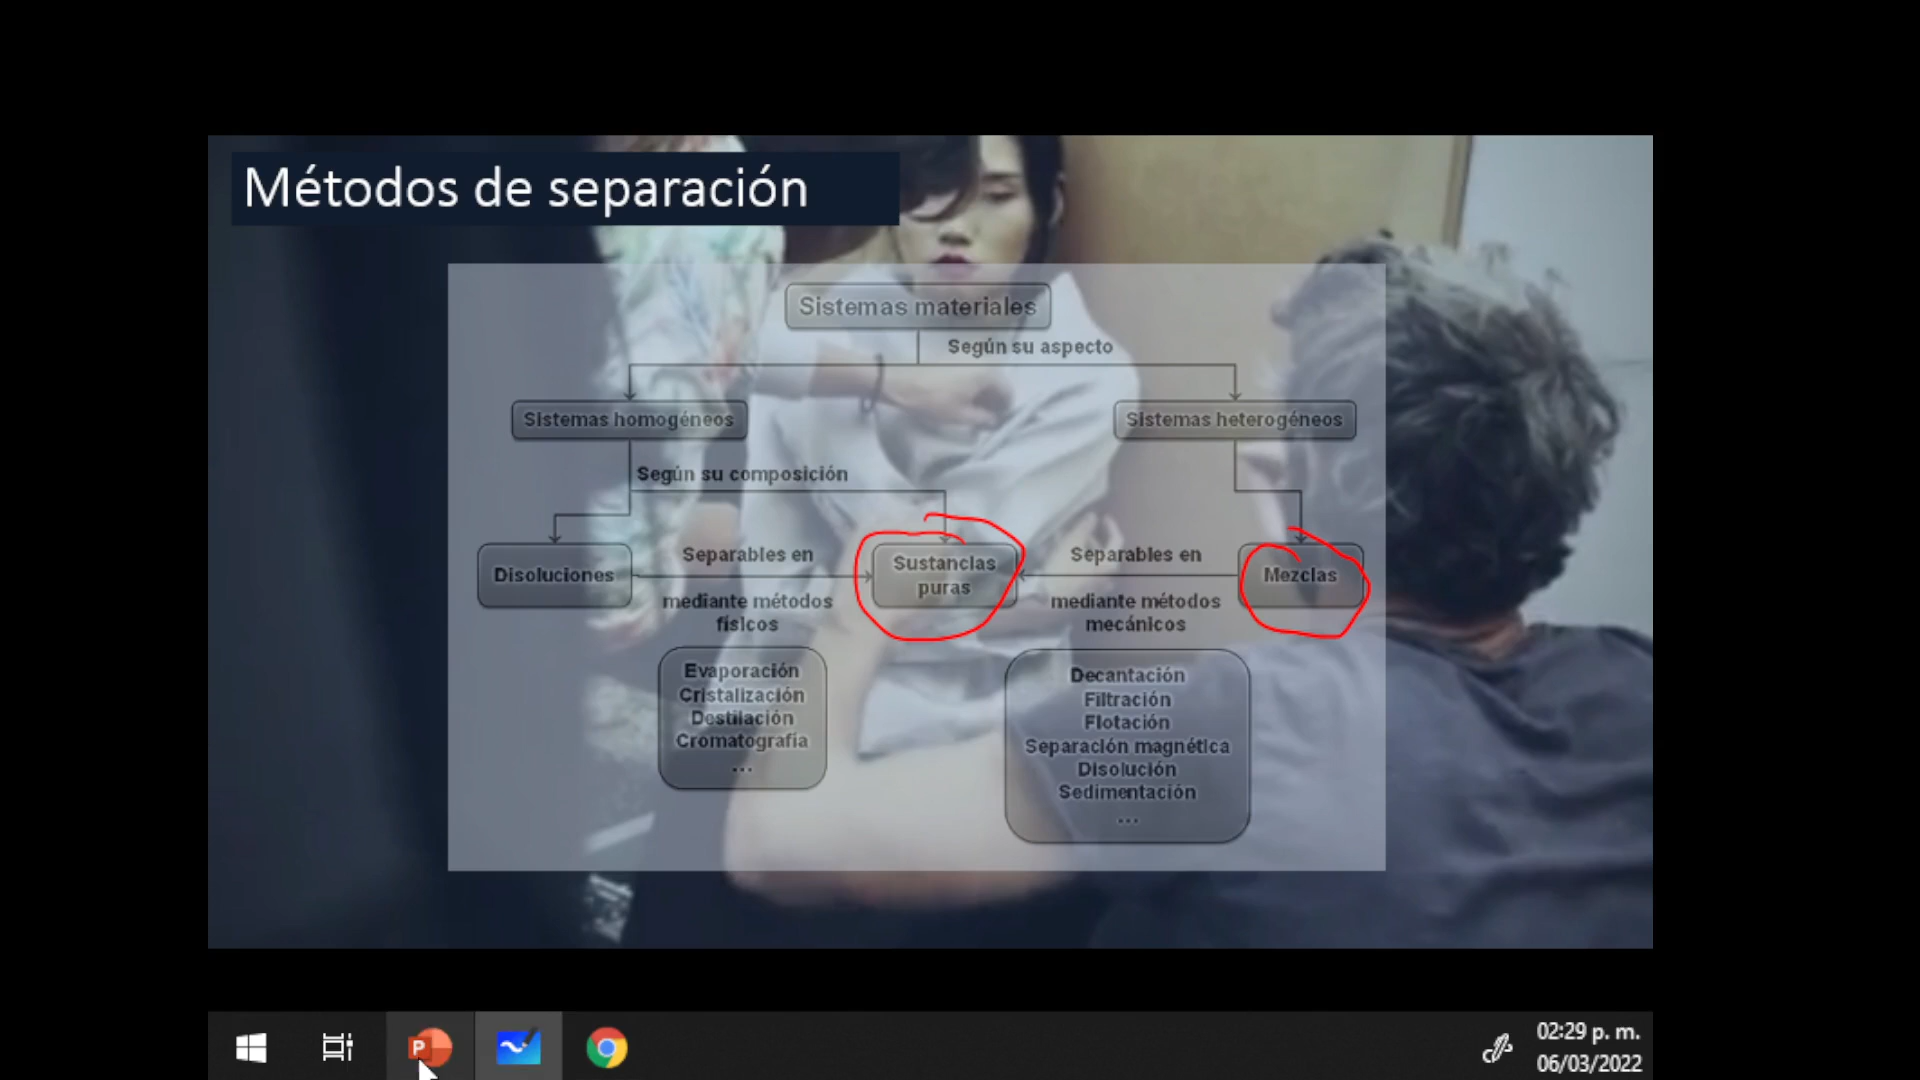 Métodos de separación
Sistemas materiales
Según su aspecto
Sistemas homogéneos
Sistemas heterogéneos
Según su composición
Disoluciones
Separables en
mediante métodos
físicos
Sustancias
puras
Separables en
mediante métodos
mecánicos
Mezclas
Evaporación
Cristalización
Destilación
Cromatografía
...
Decantación
Filtración
Flotación
Separación magnética
Disolución
Sedimentación
...
P
02:29 p. m.
06/03/2022